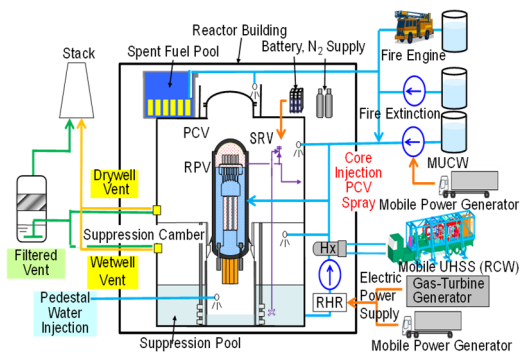 Reactor Building
Stack
Spent Fuel Pool
Battery, N2 Supply
Fire Engine
PCV
SRV
Fire Extinction
RPV
Core
Injection
PCV
Spray
MUCW
Drywell
Vent
Mobile Power Generator
Suppression Camber
Filtered
Vent
Wetwell
Vent
Hx
Mobile UHSS (RCW)
Pedestal
Water
Injection
RHR
Electric
Power
Supply
Gas-Turbine
Generator
Suppression Pool
Mobile Power Generator